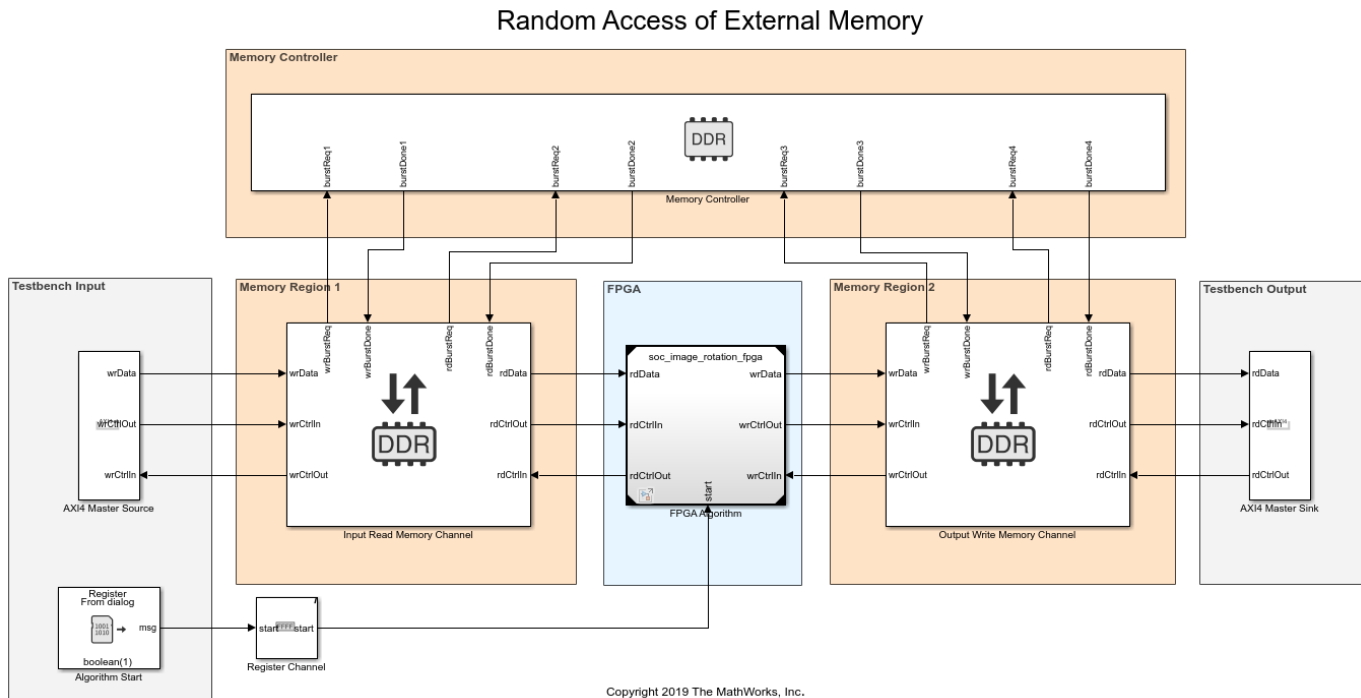 Random Access of External Memory
Memory Controller
DDR
burstReq1
burstDone1
burstReq2
burstDone2
burstReq3
burstDone3
burstReq4
burstDone4
Memory Controller
Testbench Input
wrData
wrCtrlOut
wrCtrlIn
AXI4 Master Source
Register
From dialog
msg
boolean(1)
Algorithm Start
start start
Register Channel
Memory Region 1
wrBurstReq
wrBurstDone
rdBurstReq
rdBurstDone
wrData
rdData
wrCtrlIn
DDR
rdCtrlOut
wrCtrlOut
rdCtrlIn
Input Read Memory Channel
FPGA
soc_image_rotation_fpga
rdData
wrData
rdCtrlIn
wrCtrlOut
rdCtrlOut
wrCtrlIn
start
FPGA Algorithm
Memory Region 2
wrBurstReq
wrBurstDone
rdBurstReq
rdBurstDone
wrData
rdData
wrCtrlIn
DDR
rdCtrlOut
wrCtrlOut
rdCtrlIn
Output Write Memory Channel
Testbench Output
rdData
rdCtrlIn
rdCtrlOut
AXI4 Master Sink
Copyright 2019 The MathWorks, Inc.